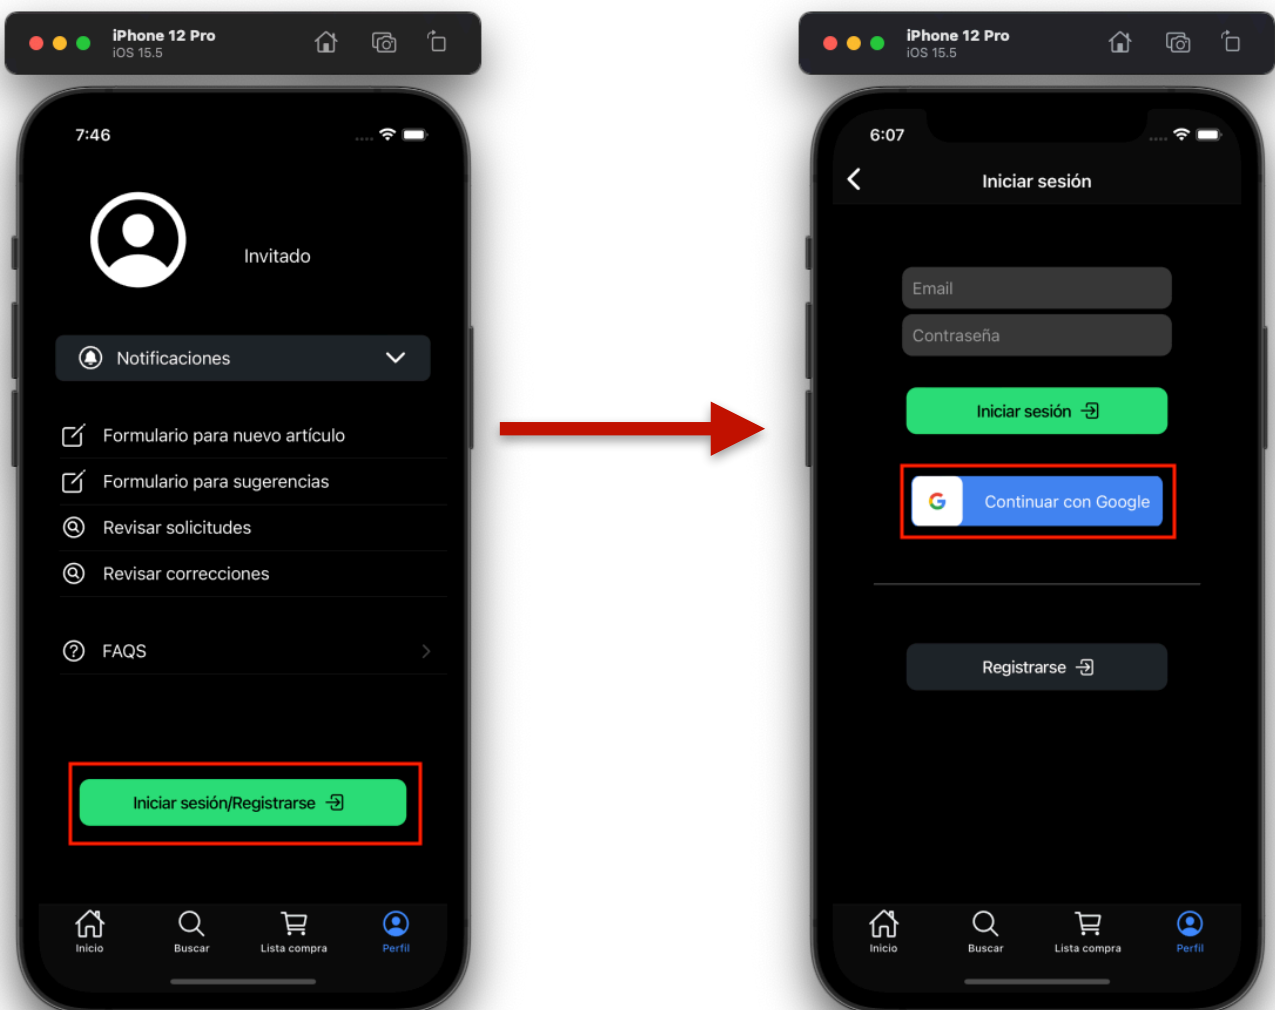 iPhone 12 Pro
iOS 15.5
7:46
Invitado
Notificaciones
Formulario para nuevo artículo
Formulario para sugerencias
Revisar solicitudes
Revisar correcciones
FAQS
Iniciar sesión/Registrarse
Inicio
Buscar
Lista compra
Perfil
iPhone 12 Pro
iOS 15.5
6:07
Iniciar sesión
Email
Contraseña
Iniciar sesión
G Continuar con Google
Registrarse
Inicio
Buscar
Lista compra
Perfil